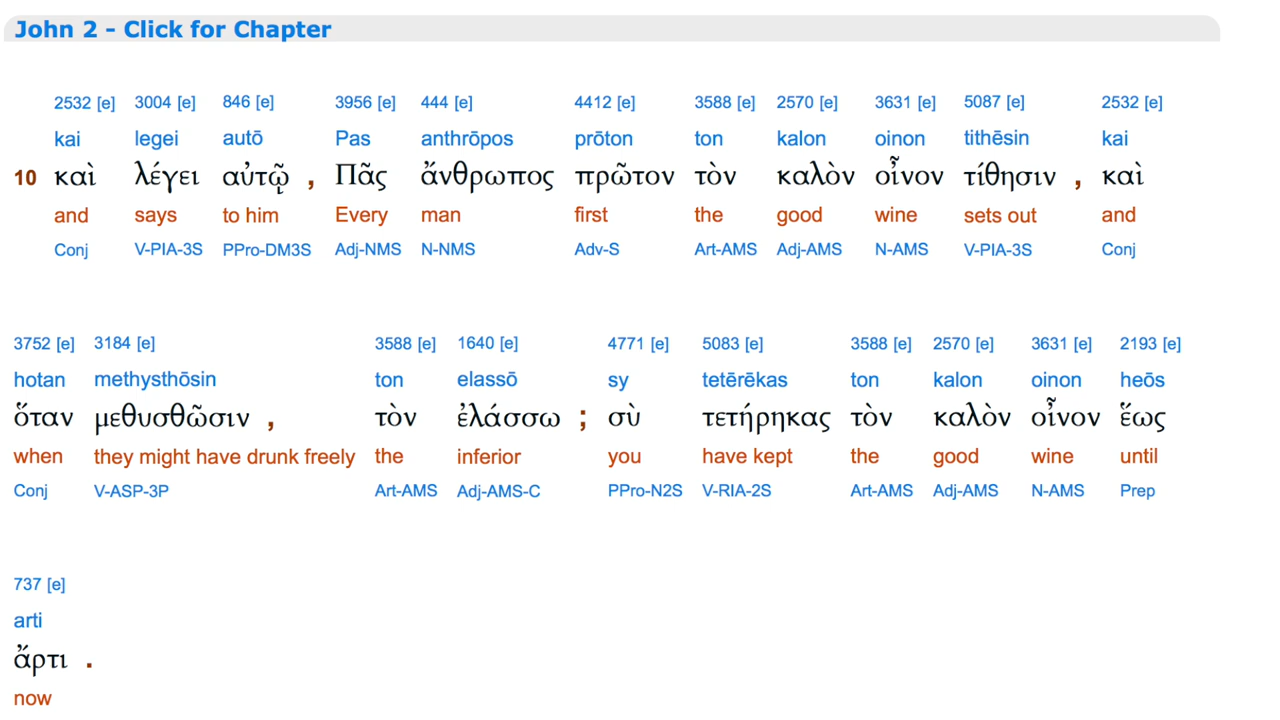 John 2 - Click for Chapter
2532 [e] 3004 [e] 846 [e] 3956 [e] 444 [e] 4412 [e] 3588 [e] 2570 [e] 3631 [e] 5087 [e] 2532 [e]
kai legei autō Pas anthrōpos prōton ton kalon oinon tithēsin kai
10 καὶ λέγει αὐτῷ , Πᾶς ἄνθρωπος πρῶτον τὸν καλὸν οἶνον τίθησιν , καὶ
and says to him Every man first the good wine sets out and
Conj V-PIA-3S PPro-DM3S Adj-NMS N-NMS Adv-S Art-AMS Adj-AMS N-AMS V-PIA-3S Conj
3752 [e] 3184 [e] 3588 [e] 1640 [e] 4771 [e] 5083 [e] 3588 [e] 2570 [e] 3631 [e] 2193 [e]
hotan methysthōsin ton elassō sy tetērēkas ton kalon oinon heōs
ὅταν μεθυσθῶσιν , τὸν ἐλάσσω ; σὺ τετήρηκας τὸν καλὸν οἶνον ἕως
when they might have drunk freely the inferior you have kept the good wine until
Conj V-ASP-3P Art-AMS Adj-AMS-C PPro-N2S V-RIA-2S Art-AMS Adj-AMS N-AMS Prep
737 [e]
arti
ἄρτι .
now